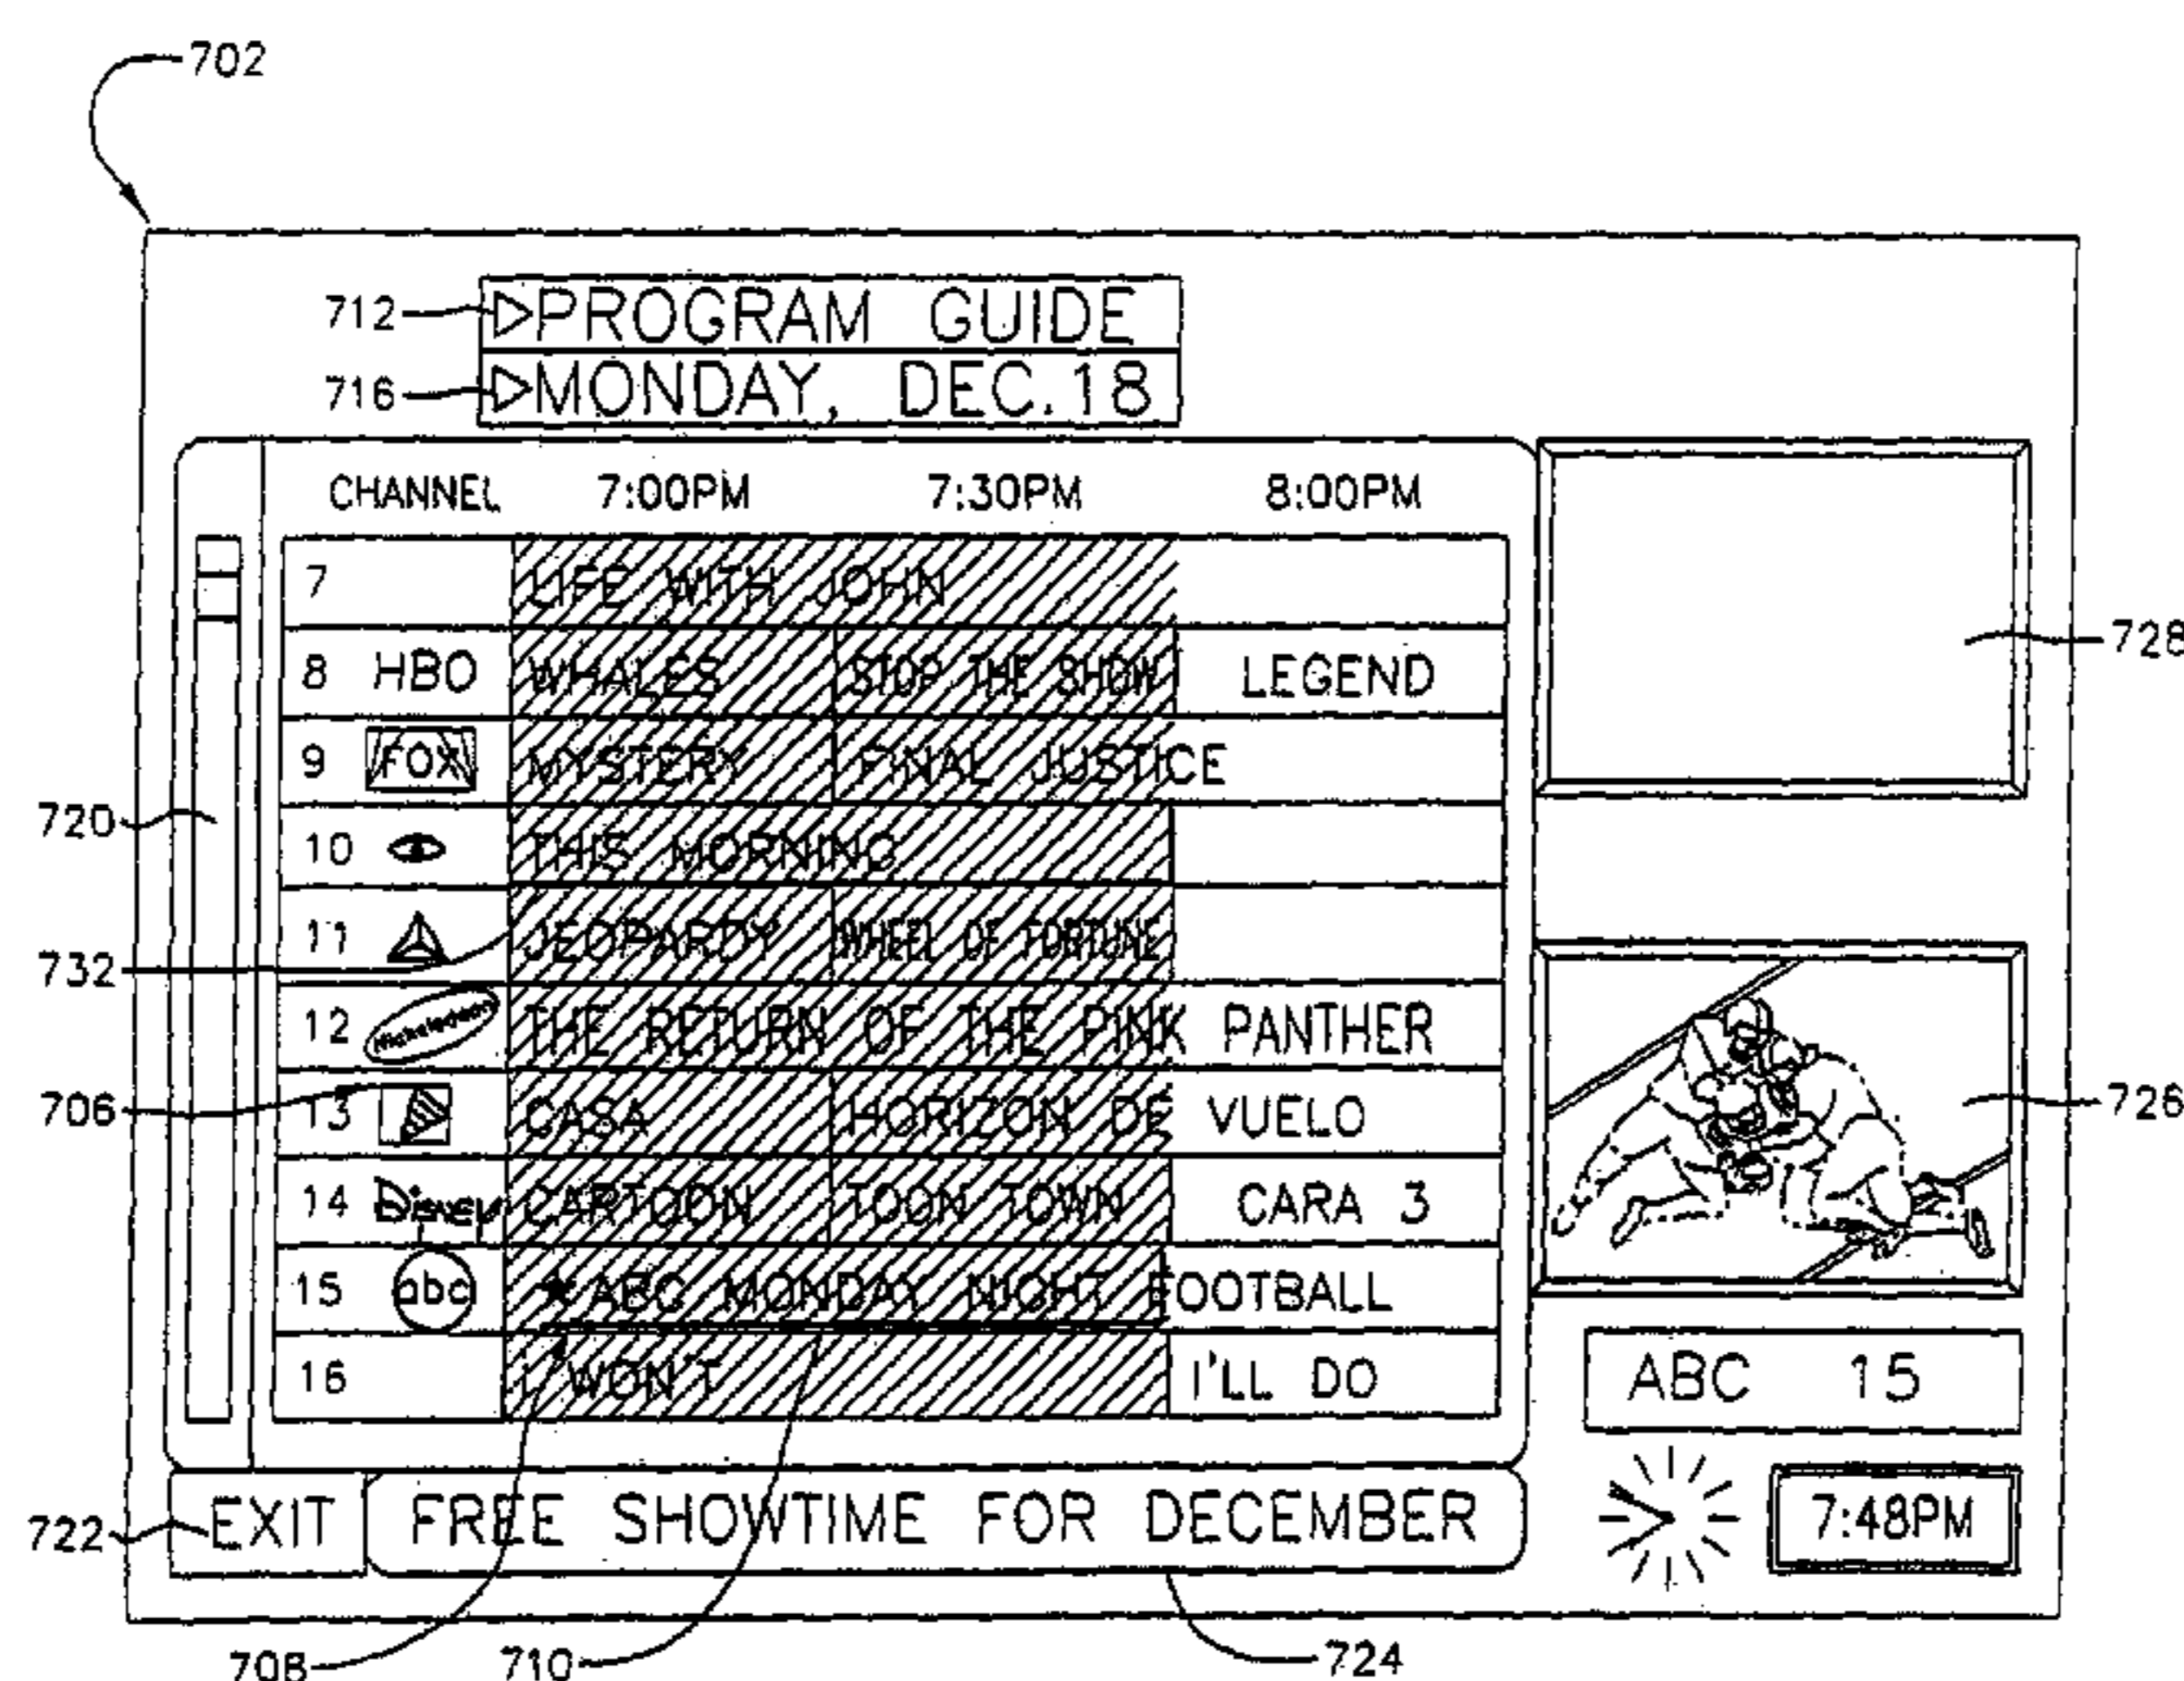 702
712 PROGRAM GUIDE
716 MONDAY, DEC.18
CHANNEL 7:00PM 7:30PM 8:00PM
7 LIFE WITH JOHN
728
8 HBO WHALES STOP THE SHOW LEGEND
9 FOX MYSTERY FINAL JUSTICE
720
10 THIS MORNING
11 JEOPARDY WHEEL OF FORTUNE
732
12 Nickelodeon THE RETURN OF THE PINK PANTHER
706
726
13 CASA HORIZON DE VUELO
14 DISNEY CARTOON TOON TOWN CARA 3
15 abc ★ABC MONDAY NIGHT FOOTBALL
16 I WON'T I'LL DO
ABC 15
722 EXIT FREE SHOWTIME FOR DECEMBER
7:48PM
708 710 724